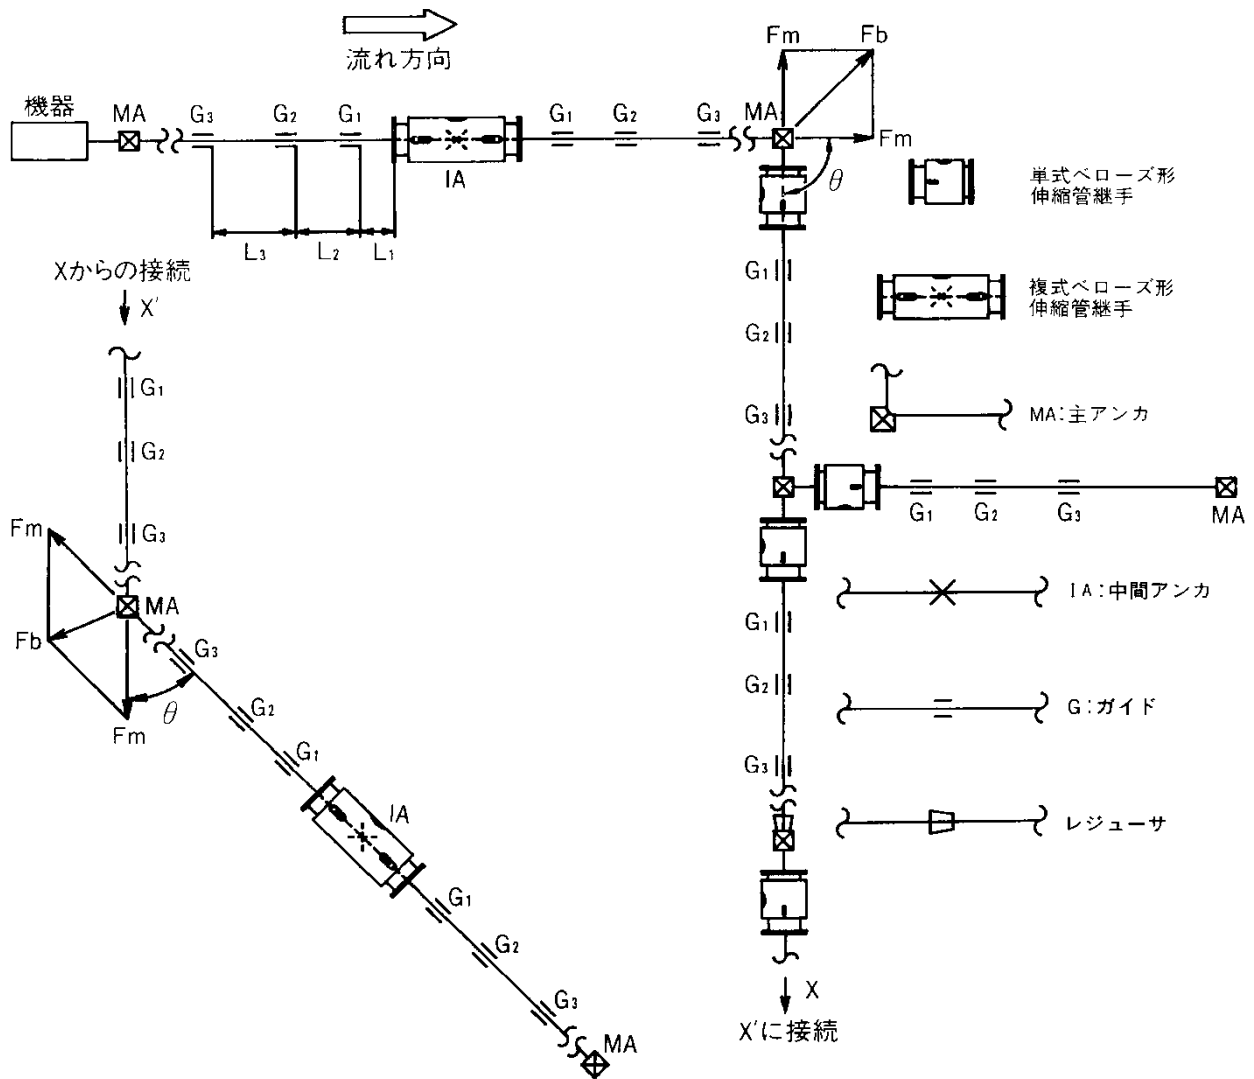 流れ方向
機器
MA
G3
G2
G1
IA
G1
G2
G3
MA
Fm
Fb
Fm
θ
L3
L2
L1
単式ベローズ形
伸縮管継手
複式ベローズ形
伸縮管継手
MA:主アンカ
IA:中間アンカ
G:ガイド
レジューサ
G1
G2
G3
G1
G2
G3
MA
G1
G2
G3
X
X'に接続
Xからの接続
X'
G1
G2
G3
MA
Fm
Fb
Fm
θ
G3
G2
G1
IA
G1
G2
G3
MA